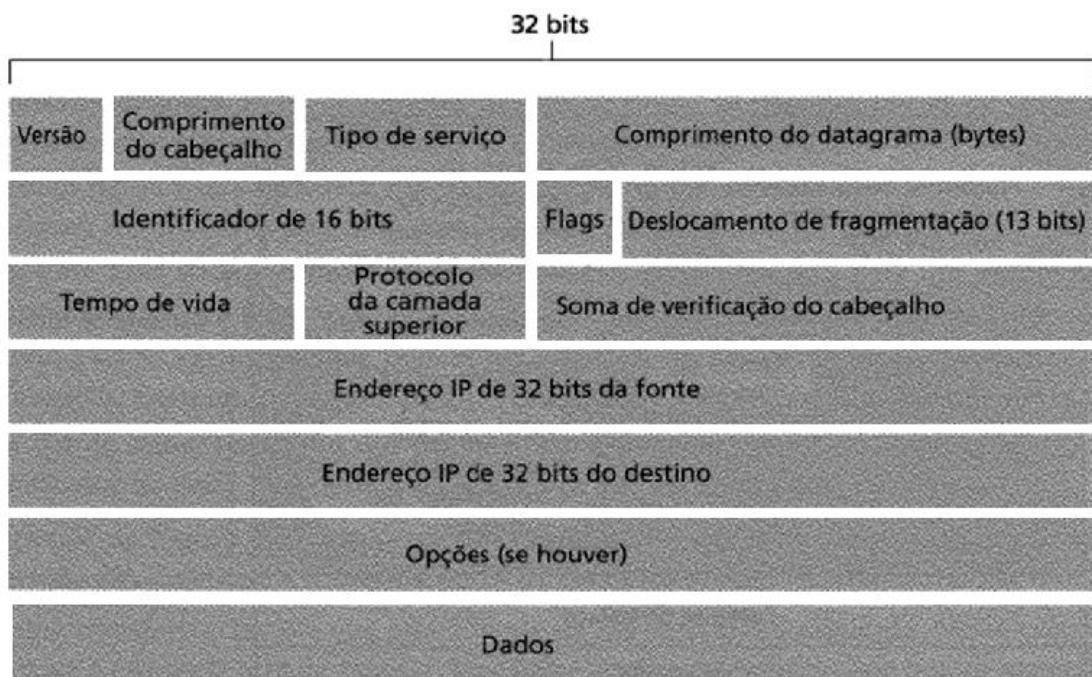 32 bits
Versão
Comprimento
do cabeçalho
Tipo de serviço
Comprimento do datagrama (bytes)
Identificador de 16 bits
Flags
Deslocamento de fragmentação (13 bits)
Tempo de vida
Protocolo
da camada
superior
Soma de verificação do cabeçalho
Endereço IP de 32 bits da fonte
Endereço IP de 32 bits do destino
Opções (se houver)
Dados